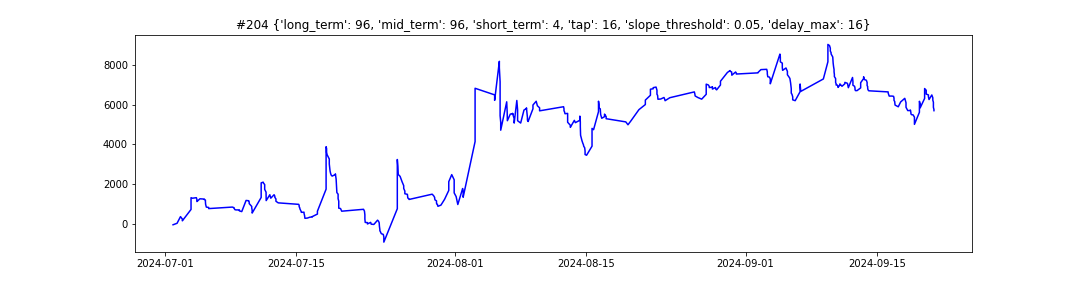 #204 {'long_term': 96, 'mid_term': 96, 'short_term': 4, 'tap': 16, 'slope_threshold': 0.05, 'delay_max': 16}
8000
6000
4000
2000
0
2024-07-01 2024-07-15 2024-08-01 2024-08-15 2024-09-01 2024-09-15